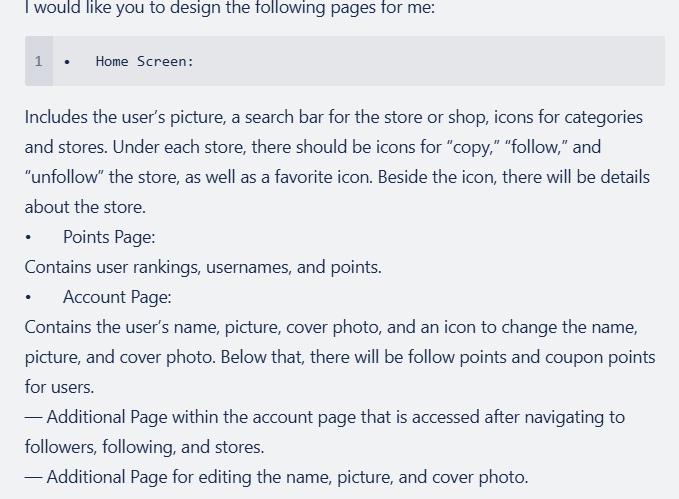 I would like you to design the following pages for me:
1 • Home Screen:
Includes the user’s picture, a search bar for the store or shop, icons for categories
and stores. Under each store, there should be icons for “copy,” “follow,” and
“unfollow” the store, as well as a favorite icon. Beside the icon, there will be details
about the store.
• Points Page:
Contains user rankings, usernames, and points.
• Account Page:
Contains the user’s name, picture, cover photo, and an icon to change the name,
picture, and cover photo. Below that, there will be follow points and coupon points
for users.
— Additional Page within the account page that is accessed after navigating to
followers, following, and stores.
— Additional Page for editing the name, picture, and cover photo.